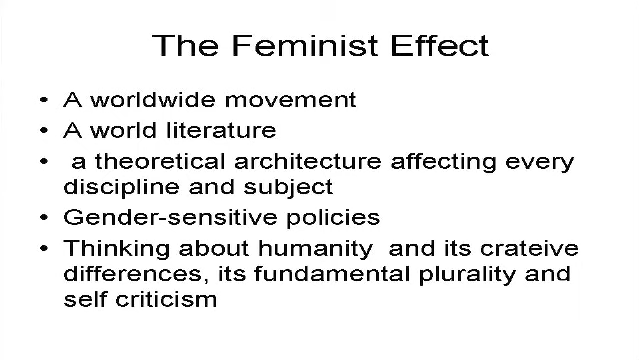 The Feminist Effect
• A worldwide movement
• A world literature
• a theoretical architecture affecting every
discipline and subject
• Gender-sensitive policies
• Thinking about humanity and its crateive
differences, its fundamental plurality and
self criticism